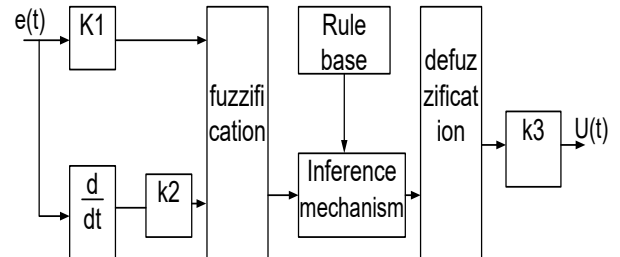 e(t)
K1
Rule
base
defuz
zificat
ion
fuzzifi
cation
k3
U(t)
d
dt
k2
Inference
mechanism